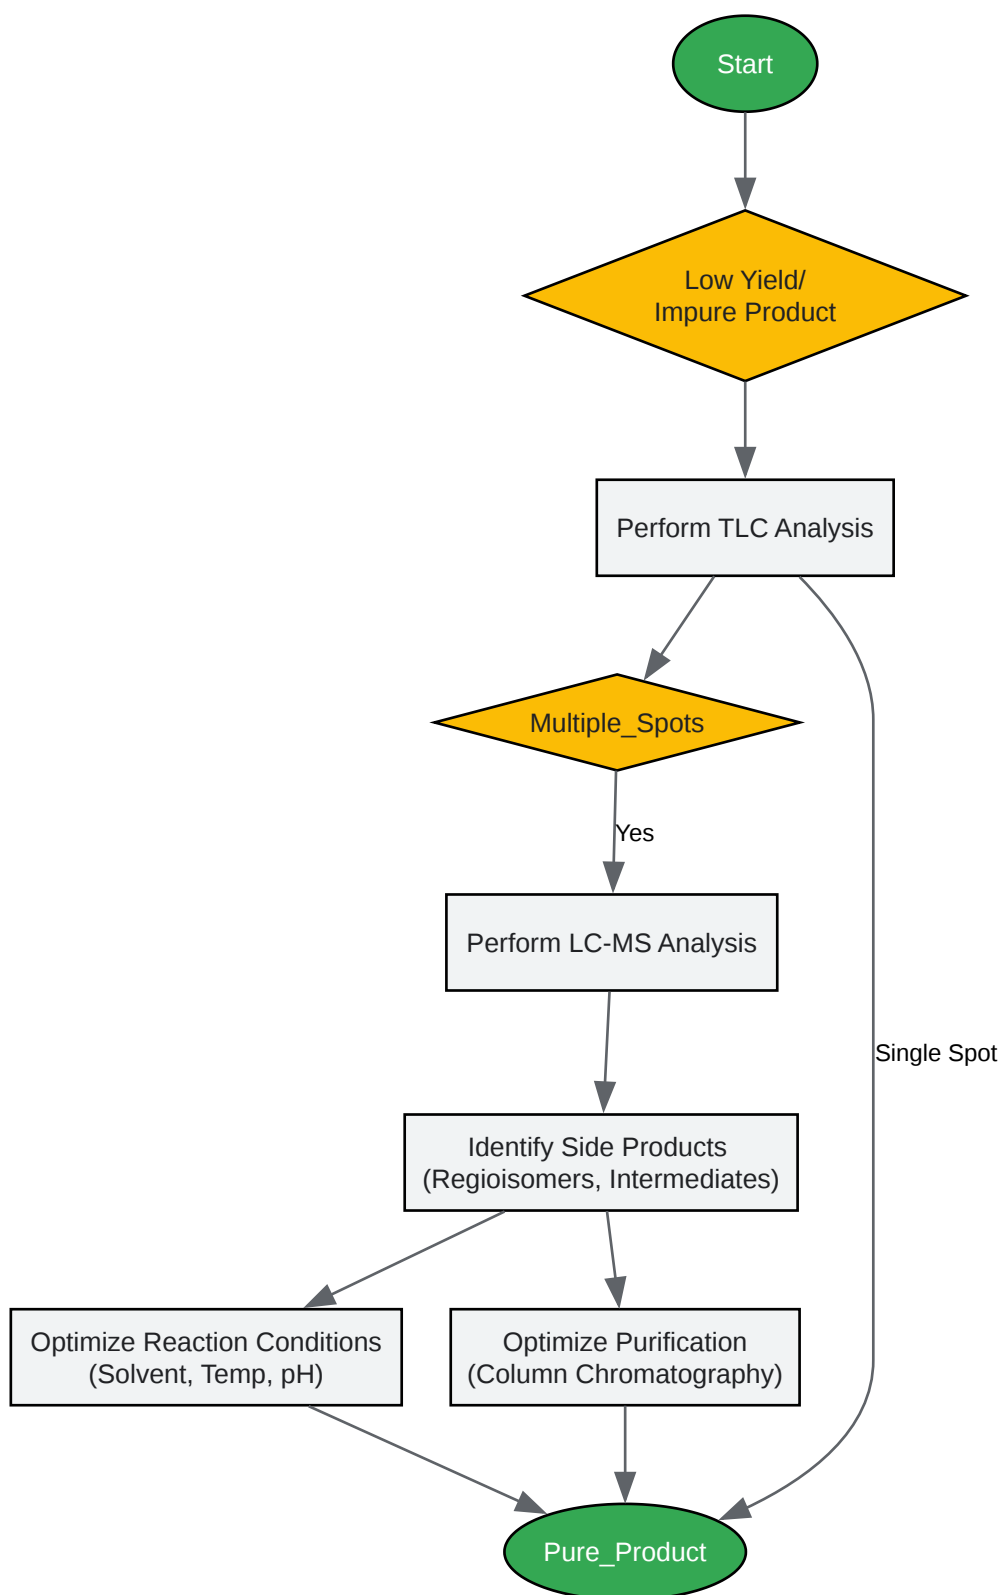 Start
Low Yield/
Impure Product
Perform TLC Analysis
Multiple_Spots
Yes
Perform LC-MS Analysis
Single Spot
Identify Side Products
(Regioisomers, Intermediates)
Optimize Reaction Conditions
(Solvent, Temp, pH)
Optimize Purification
(Column Chromatography)
Pure_Product